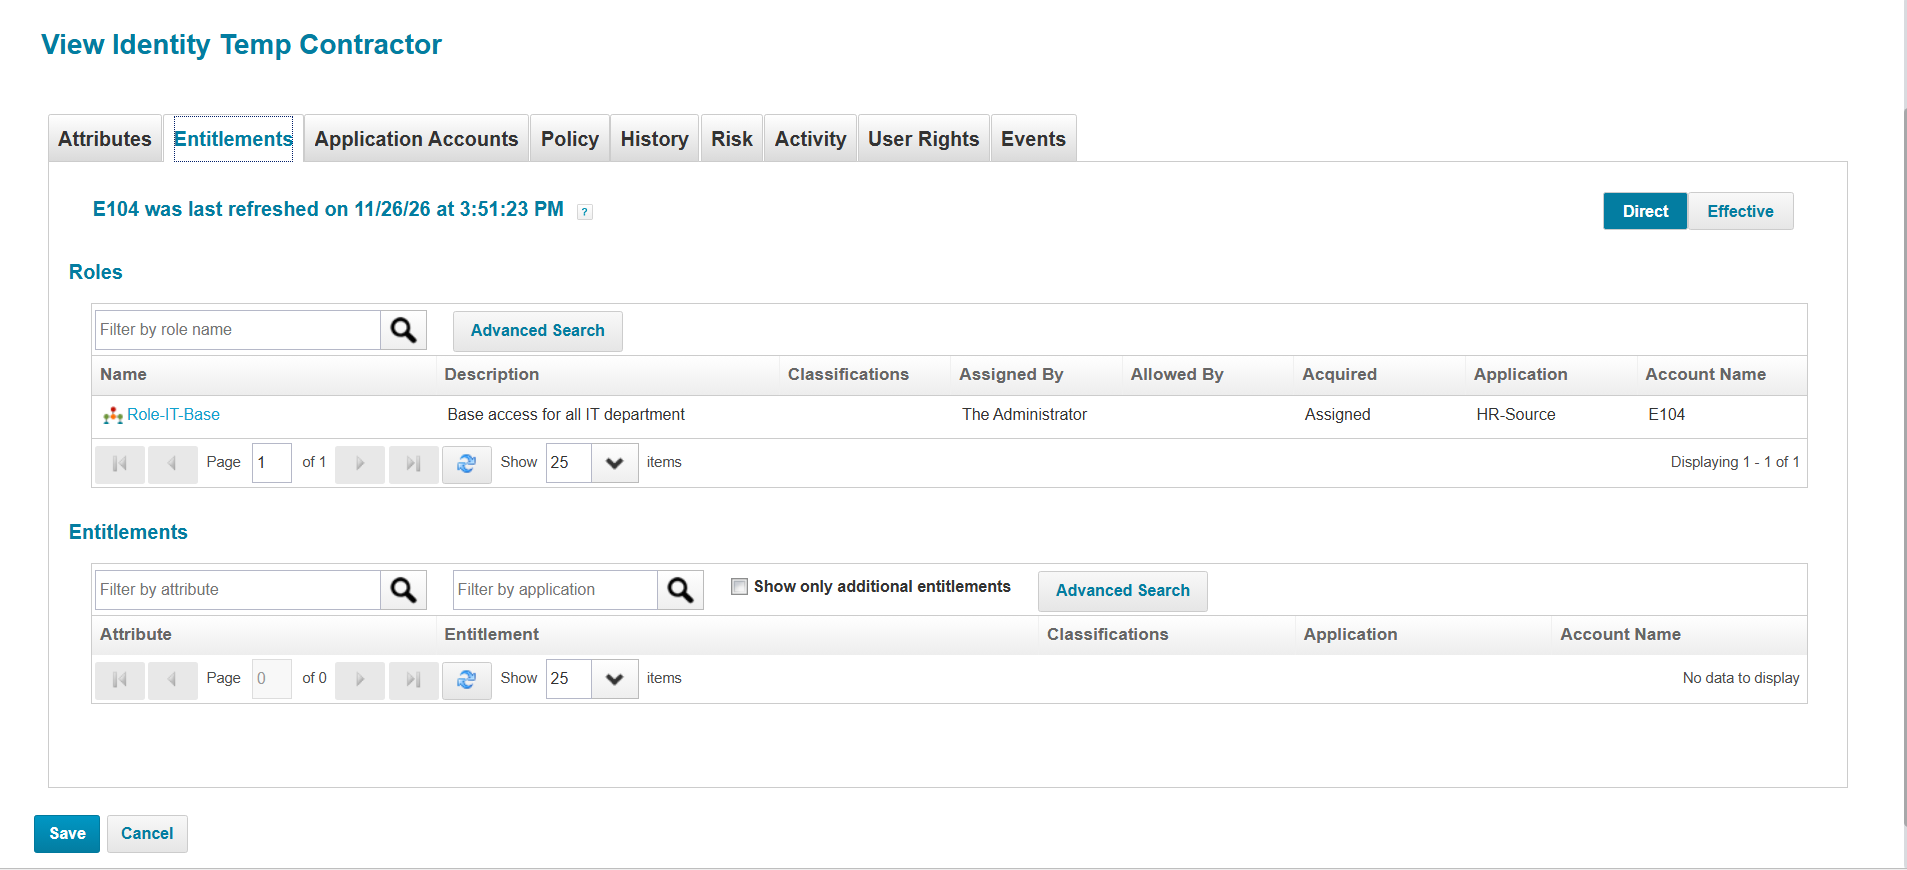 View Identity Temp Contractor
Attributes Entitlements Application Accounts Policy History Risk Activity User Rights Events
E104 was last refreshed on 11/26/26 at 3:51:23 PM ? Direct Effective
Roles
Filter by role name Advanced Search
Name Description Classifications Assigned By Allowed By Acquired Application Account Name
Role-IT-Base Base access for all IT department The Administrator Assigned HR-Source E104
Page 1 of 1 Show 25 items Displaying 1 - 1 of 1
Entitlements
Filter by attribute Filter by application Show only additional entitlements Advanced Search
Attribute Entitlement Classifications Application Account Name
Page 0 of 0 Show 25 items No data to display
Save Cancel